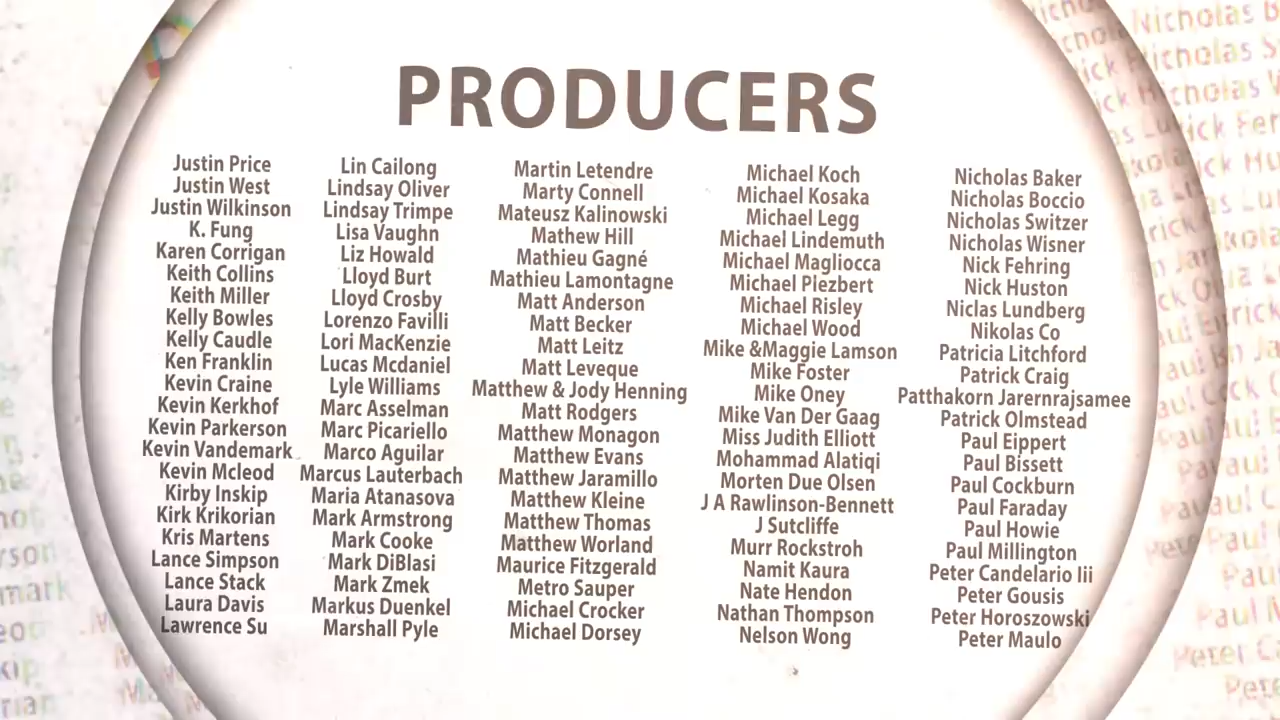 PRODUCERS
Justin Price
Justin West
Justin Wilkinson
K. Fung
Karen Corrigan
Keith Collins
Keith Miller
Kelly Bowles
Kelly Caudle
Ken Franklin
Kevin Craine
Kevin Kerkhof
Kevin Parkerson
Kevin Vandemark
Kevin Mcleod
Kirby Inskip
Kirk Krikorian
Kris Martens
Lance Simpson
Lance Stack
Laura Davis
Lawrence Su
Lin Cailong
Lindsay Oliver
Lindsay Trimpe
Lisa Vaughn
Liz Howald
Lloyd Burt
Lloyd Crosby
Lorenzo Favilli
Lori MacKenzie
Lucas Mcdaniel
Lyle Williams
Marc Asselman
Marc Picariello
Marco Aguilar
Marcus Lauterbach
Maria Atanasova
Mark Armstrong
Mark Cooke
Mark DiBlasi
Mark Zmek
Markus Duenkel
Marshall Pyle
Martin Letendre
Marty Connell
Mateusz Kalinowski
Mathew Hill
Mathieu Gagné
Mathieu Lamontagne
Matt Anderson
Matt Becker
Matt Leitz
Matt Leveque
Matthew & Jody Henning
Matt Rodgers
Matthew Monagon
Matthew Evans
Matthew Jaramillo
Matthew Kleine
Matthew Thomas
Matthew Worland
Maurice Fitzgerald
Metro Sauper
Michael Crocker
Michael Dorsey
Michael Koch
Michael Kosaka
Michael Legg
Michael Lindemuth
Michael Magliocca
Michael Plezbert
Michael Risley
Michael Wood
Mike &Maggie Lamson
Mike Foster
Mike Oney
Mike Van Der Gaag
Miss Judith Elliott
Mohammad Alatiqi
Morten Due Olsen
J A Rawlinson-Bennett
J Sutcliffe
Murr Rockstroh
Namit Kaura
Nate Hendon
Nathan Thompson
Nelson Wong
Nicholas Baker
Nicholas Boccio
Nicholas Switzer
Nicholas Wisner
Nick Fehring
Nick Huston
Niclas Lundberg
Nikolas Co
Patricia Litchford
Patrick Craig
Patthakorn Jarernrajsamee
Patrick Olmstead
Paul Eippert
Paul Bissett
Paul Cockburn
Paul Faraday
Paul Howie
Paul Millington
Peter Candelario Iii
Peter Gousis
Peter Horoszowski
Peter Maulo